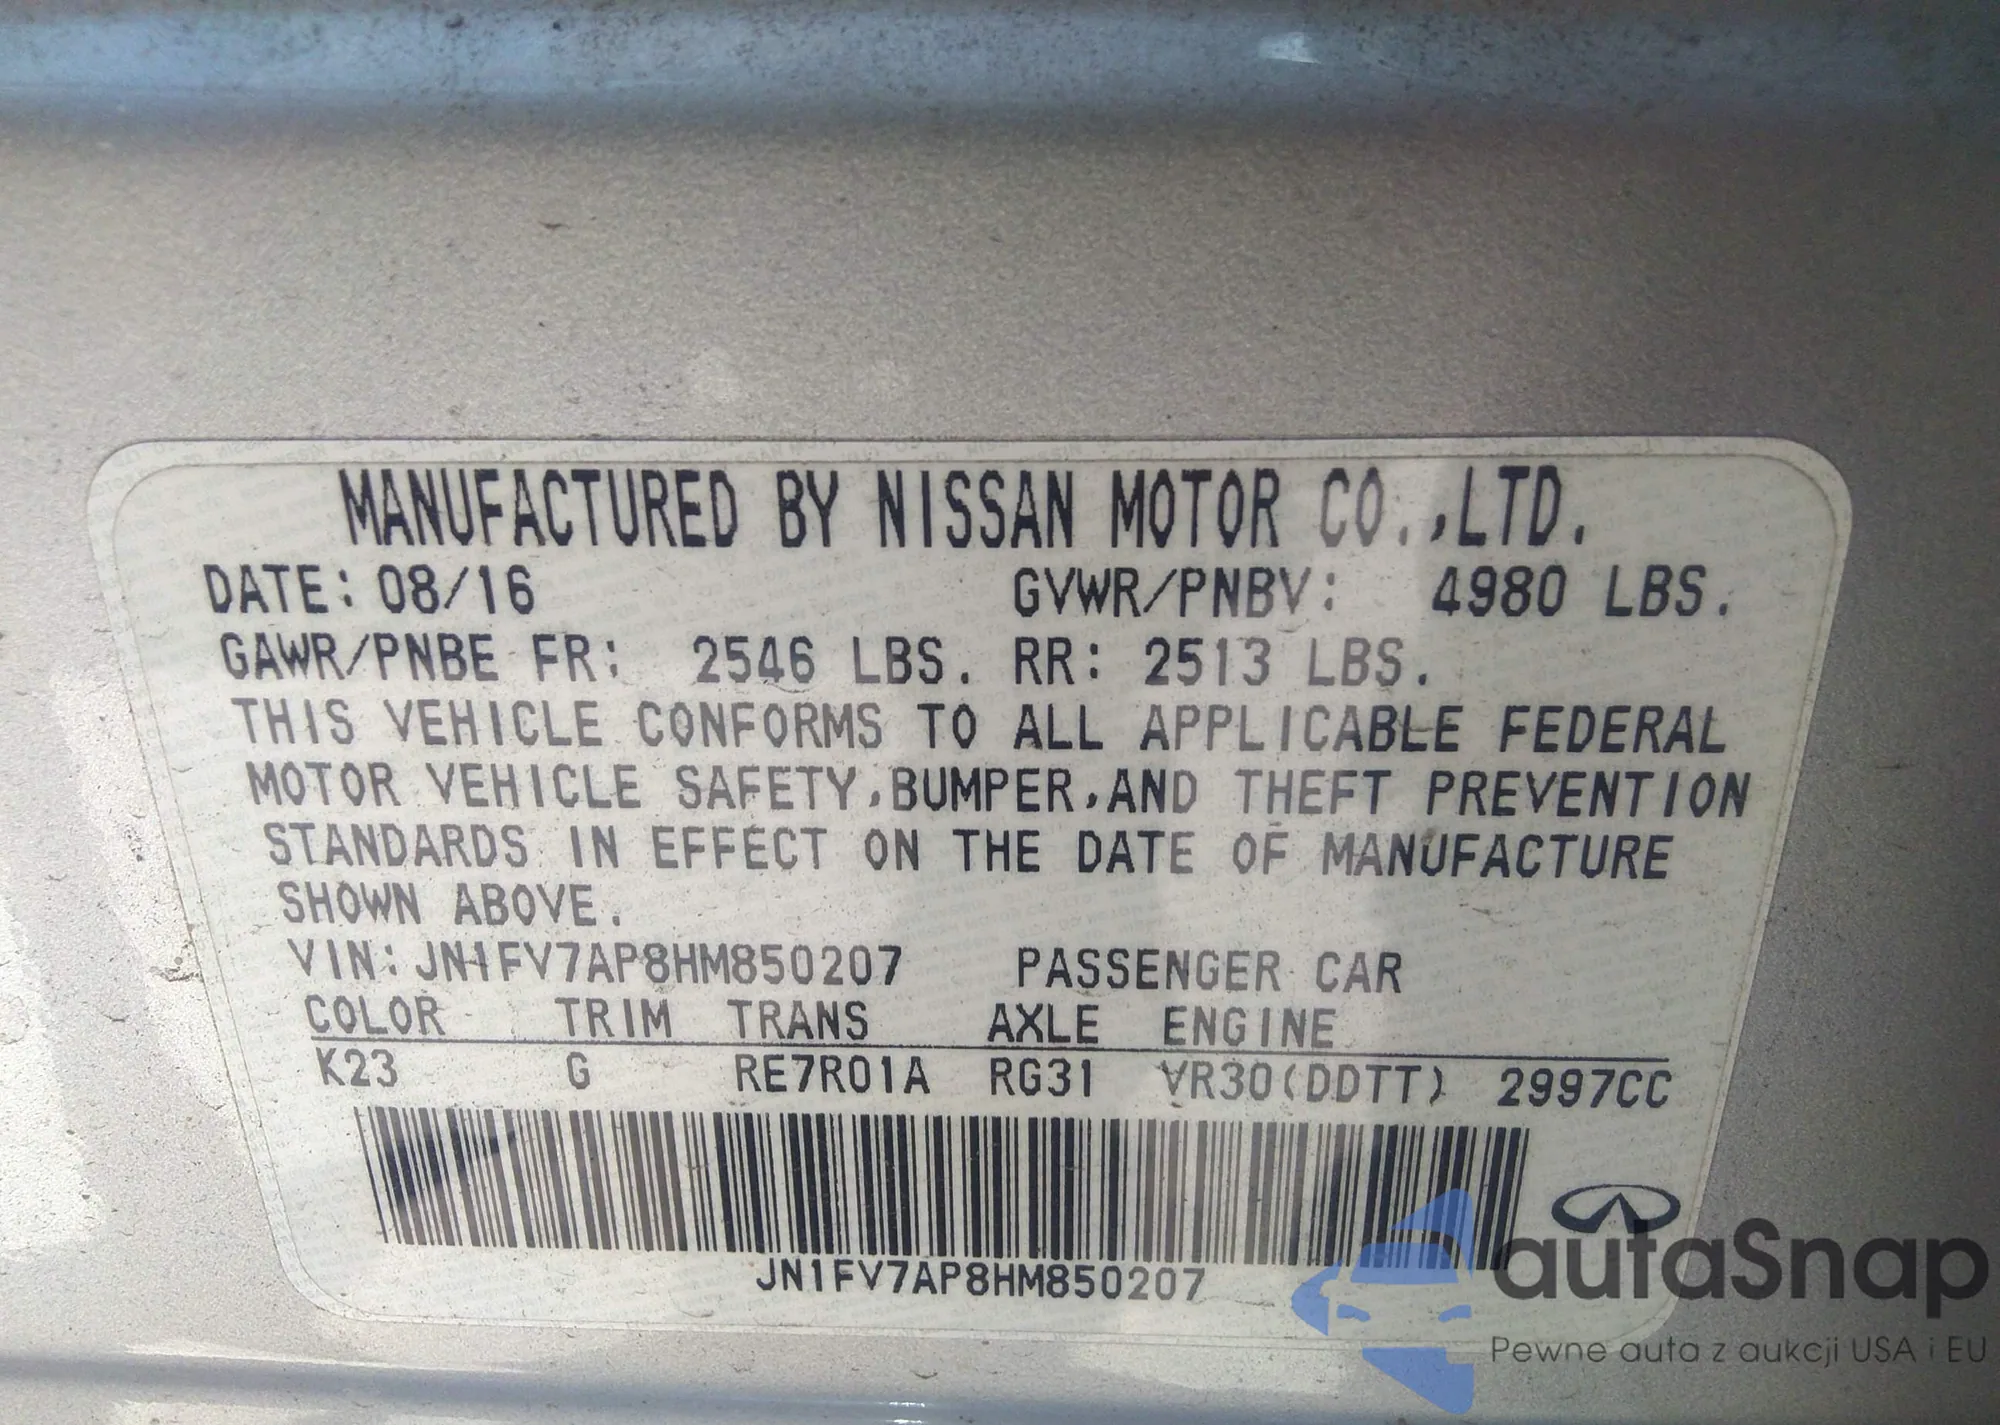 MANUFACTURED BY NISSAN MOTOR CO.,LTD.
DATE: 08/16 GVWR/PNBV: 4980 LBS.
GAWR/PNBE FR: 2546 LBS. RR: 2513 LBS.
THIS VEHICLE CONFORMS TO ALL APPLICABLE FEDERAL
MOTOR VEHICLE SAFETY,BUMPER,AND THEFT PREVENTION
STANDARDS IN EFFECT ON THE DATE OF MANUFACTURE
SHOWN ABOVE.
VIN: JN1FV7AP8HM850207 PASSENGER CAR
COLOR TRIM TRANS AXLE ENGINE
K23 G RE7R01A RG31 VR30(DDTT) 2997CC
JN1FV7AP8HM850207
autaSnap
Pewne auta z aukcji USA i EU